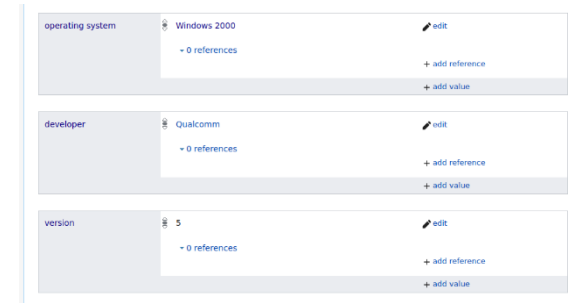 operating system Windows 2000 edit
0 references
+ add reference
+ add value
developer Qualcomm edit
0 references
+ add reference
+ add value
version 5 edit
0 references
+ add reference
+ add value